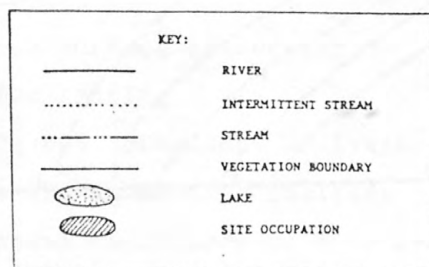 KEY:
RIVER
INTERMITTENT STREAM
STREAM
VEGETATION BOUNDARY
LAKE
SITE OCCUPATION